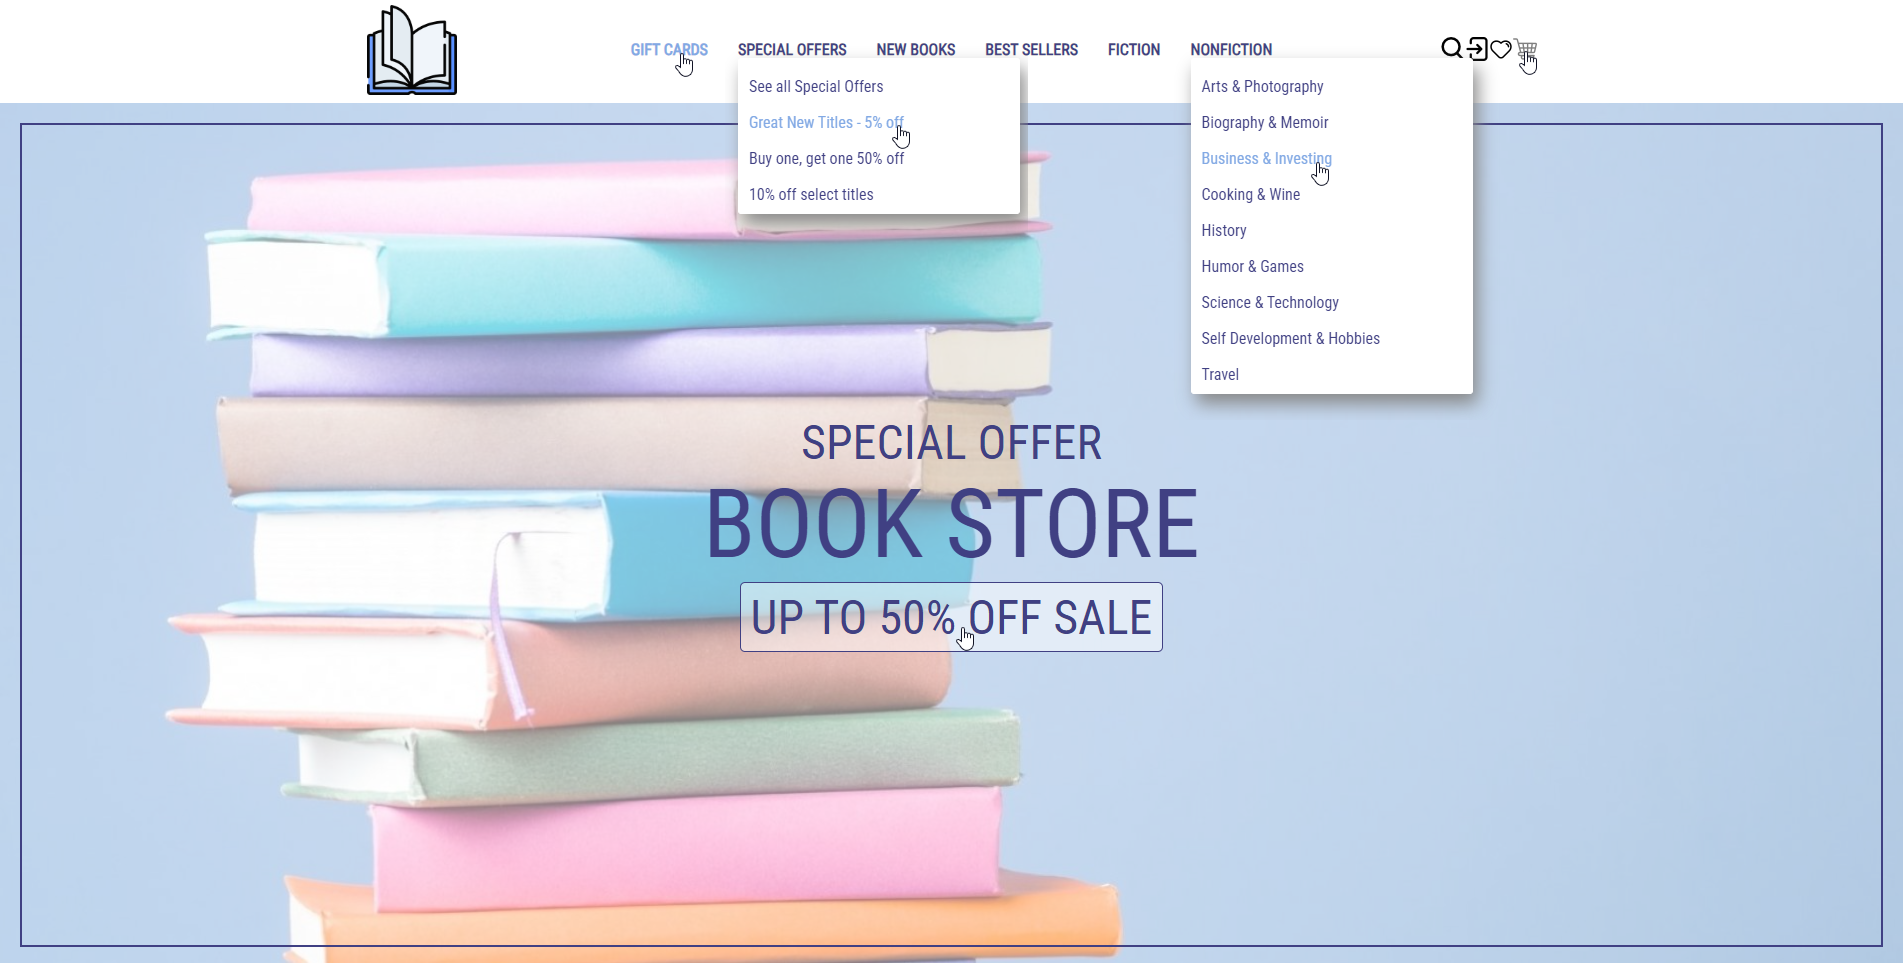 GIFT CARDS
SPECIAL OFFERS
NEW BOOKS
BEST SELLERS
FICTION
NONFICTION
See all Special Offers
Great New Titles - 5% off
Buy one, get one 50% off
10% off select titles
Arts & Photography
Biography & Memoir
Business & Investing
Cooking & Wine
History
Humor & Games
Science & Technology
Self Development & Hobbies
Travel
SPECIAL OFFER
BOOK STORE
UP TO 50% OFF SALE